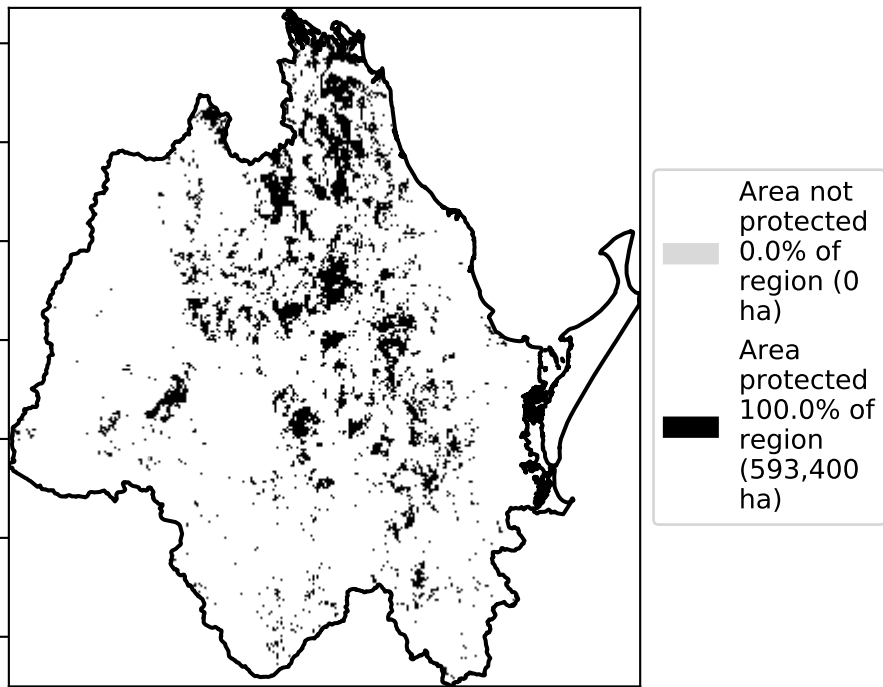 Area not
protected
0.0% of
region (0
ha)
Area
protected
100.0% of
region
(593,400
ha)